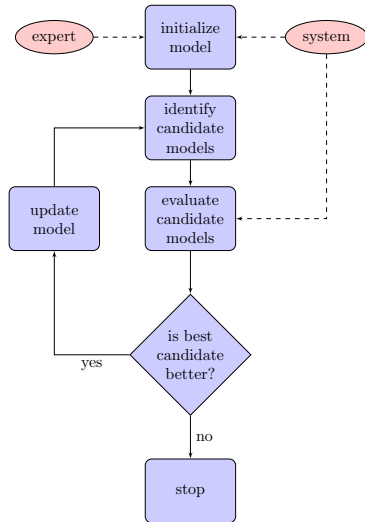 expert
initialize
model
system
identify
candidate
models
update
model
evaluate
candidate
models
is best
candidate
better?
yes
no
stop